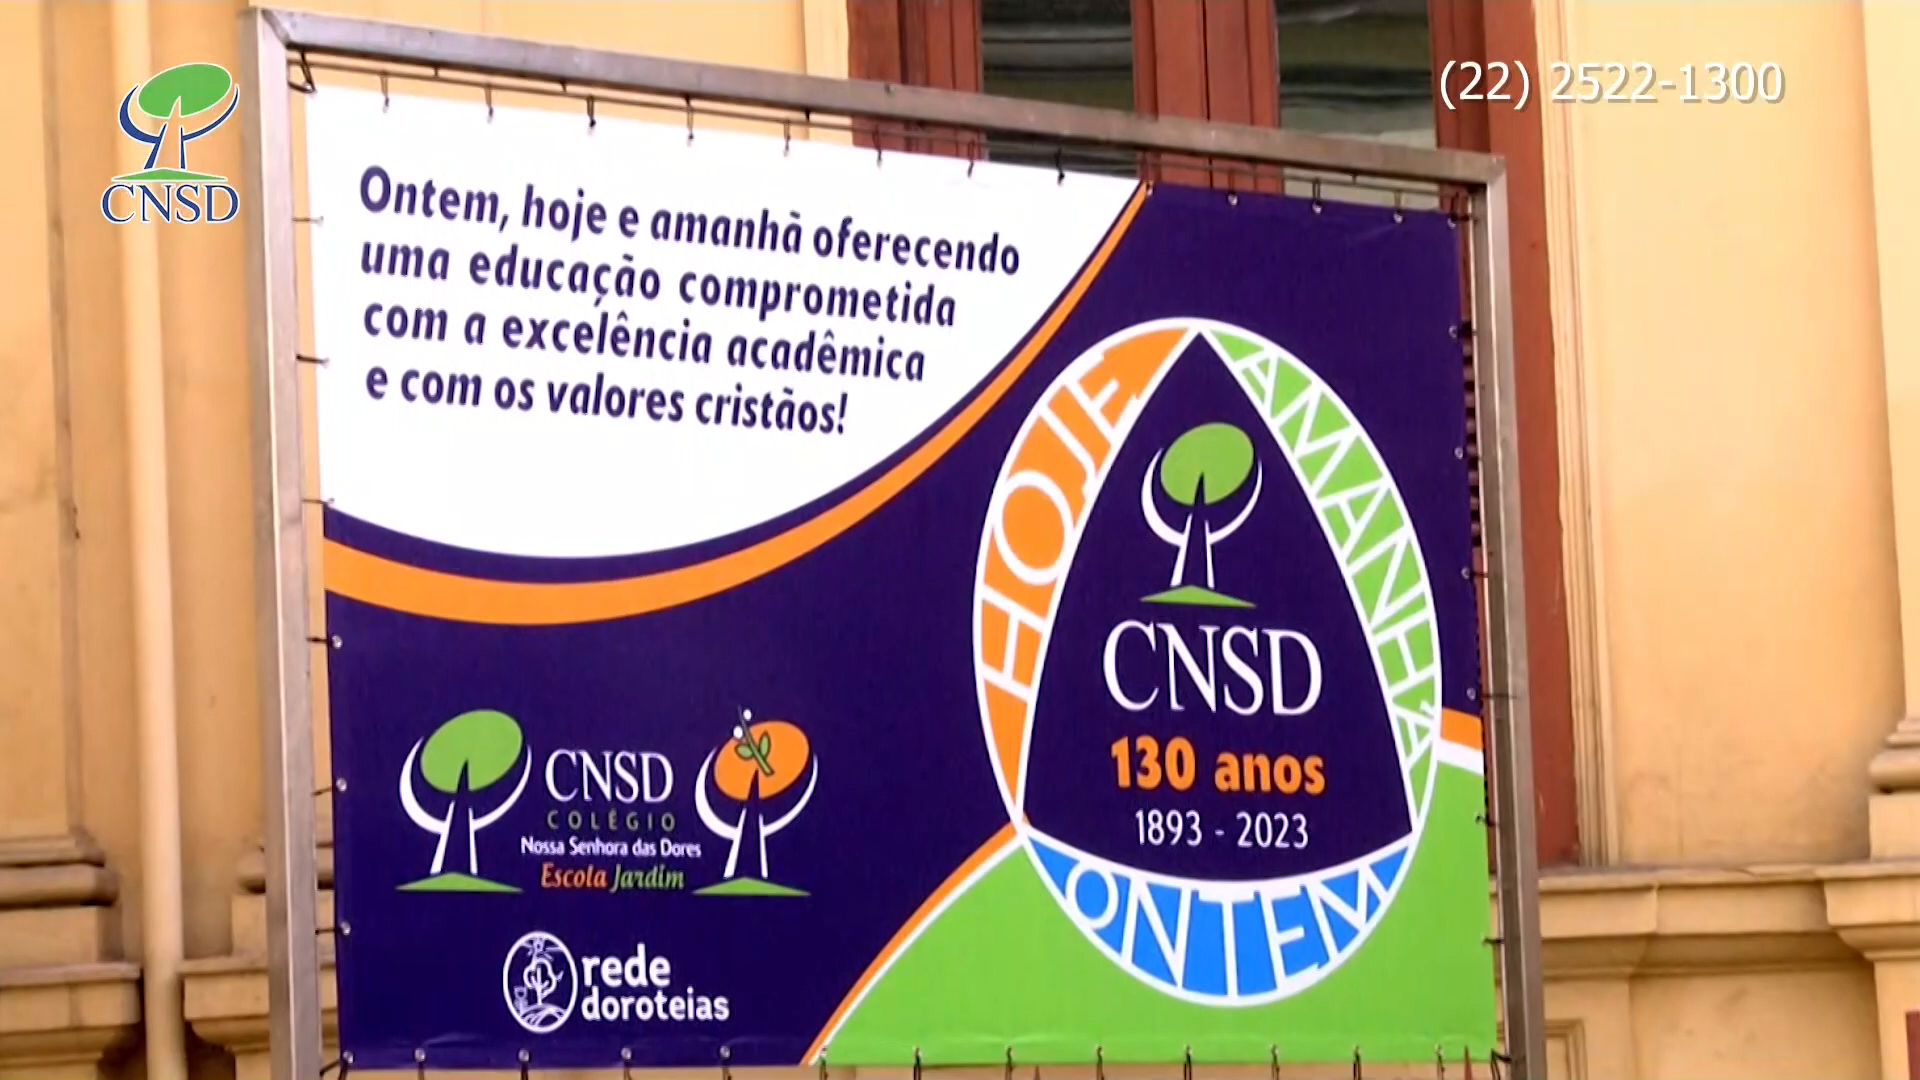 CNSD
(22) 2522-1300
Ontem, hoje e amanhã oferecendo
uma educação comprometida
com a excelência acadêmica
e com os valores cristãos!
HOJE
AMANHÃ
ONTEM
CNSD
130 anos
1893 - 2023
CNSD
COLÉGIO
Nossa Senhora das Dores
Escola Jardim
rede
doroteias